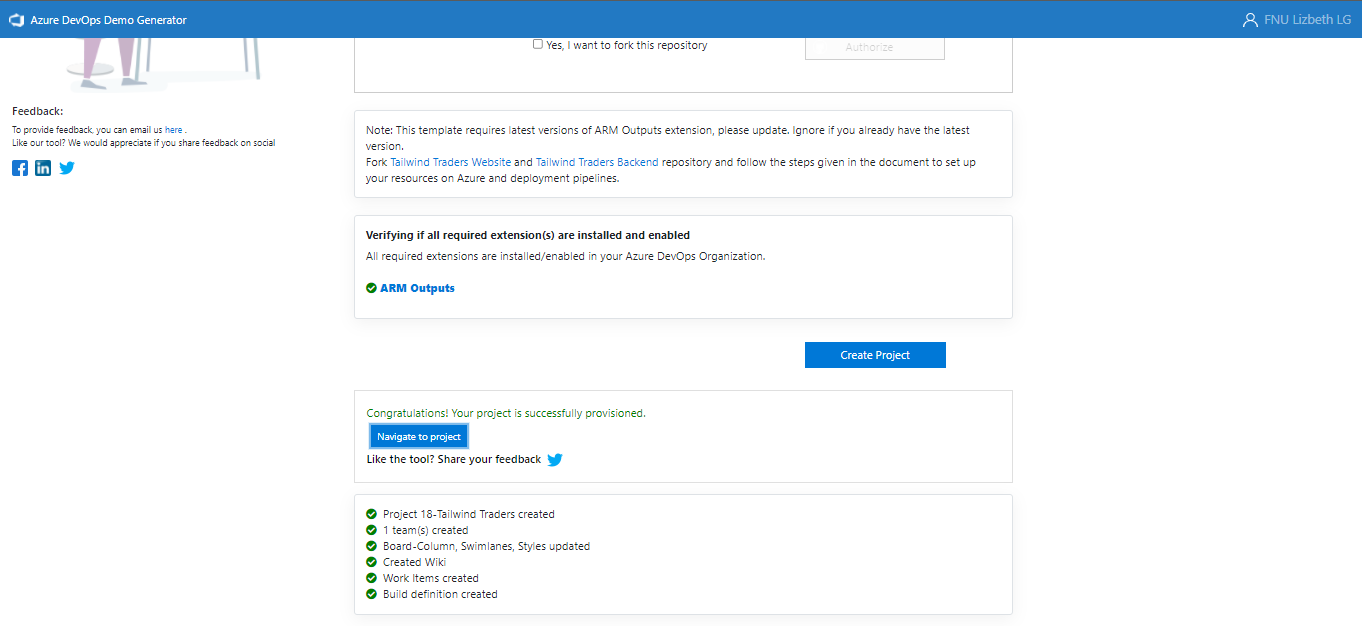 Azure DevOps Demo Generator
FNU Lizbeth LG
Yes, I want to fork this repository
Authorize
Feedback:
To provide feedback, you can email us here .
Like our tool? We would appreciate if you share feedback on social
Note: This template requires latest versions of ARM Outputs extension, please update. Ignore if you already have the latest
version.
Fork Tailwind Traders Website and Tailwind Traders Backend repository and follow the steps given in the document to set up
your resources on Azure and deployment pipelines.
Verifying if all required extension(s) are installed and enabled
All required extensions are installed/enabled in your Azure DevOps Organization.
ARM Outputs
Create Project
Congratulations! Your project is successfully provisioned.
Navigate to project
Like the tool? Share your feedback
Project 18-Tailwind Traders created
1 team(s) created
Board-Column, Swimlanes, Styles updated
Created Wiki
Work Items created
Build definition created